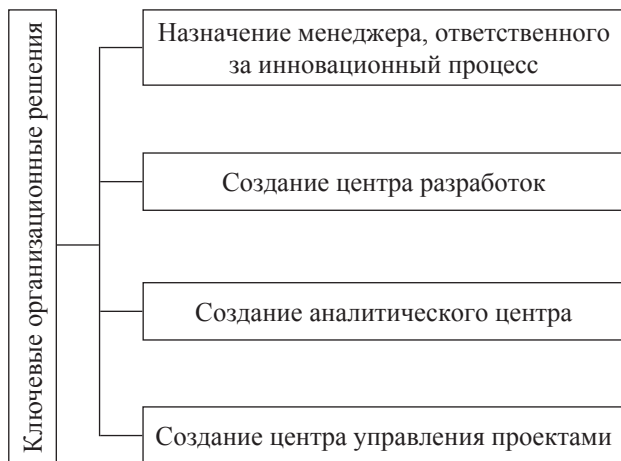 Ключевые организационные решения
Назначение менеджера, ответственного
за инновационный процесс
Создание центра разработок
Создание аналитического центра
Создание центра управления проектами